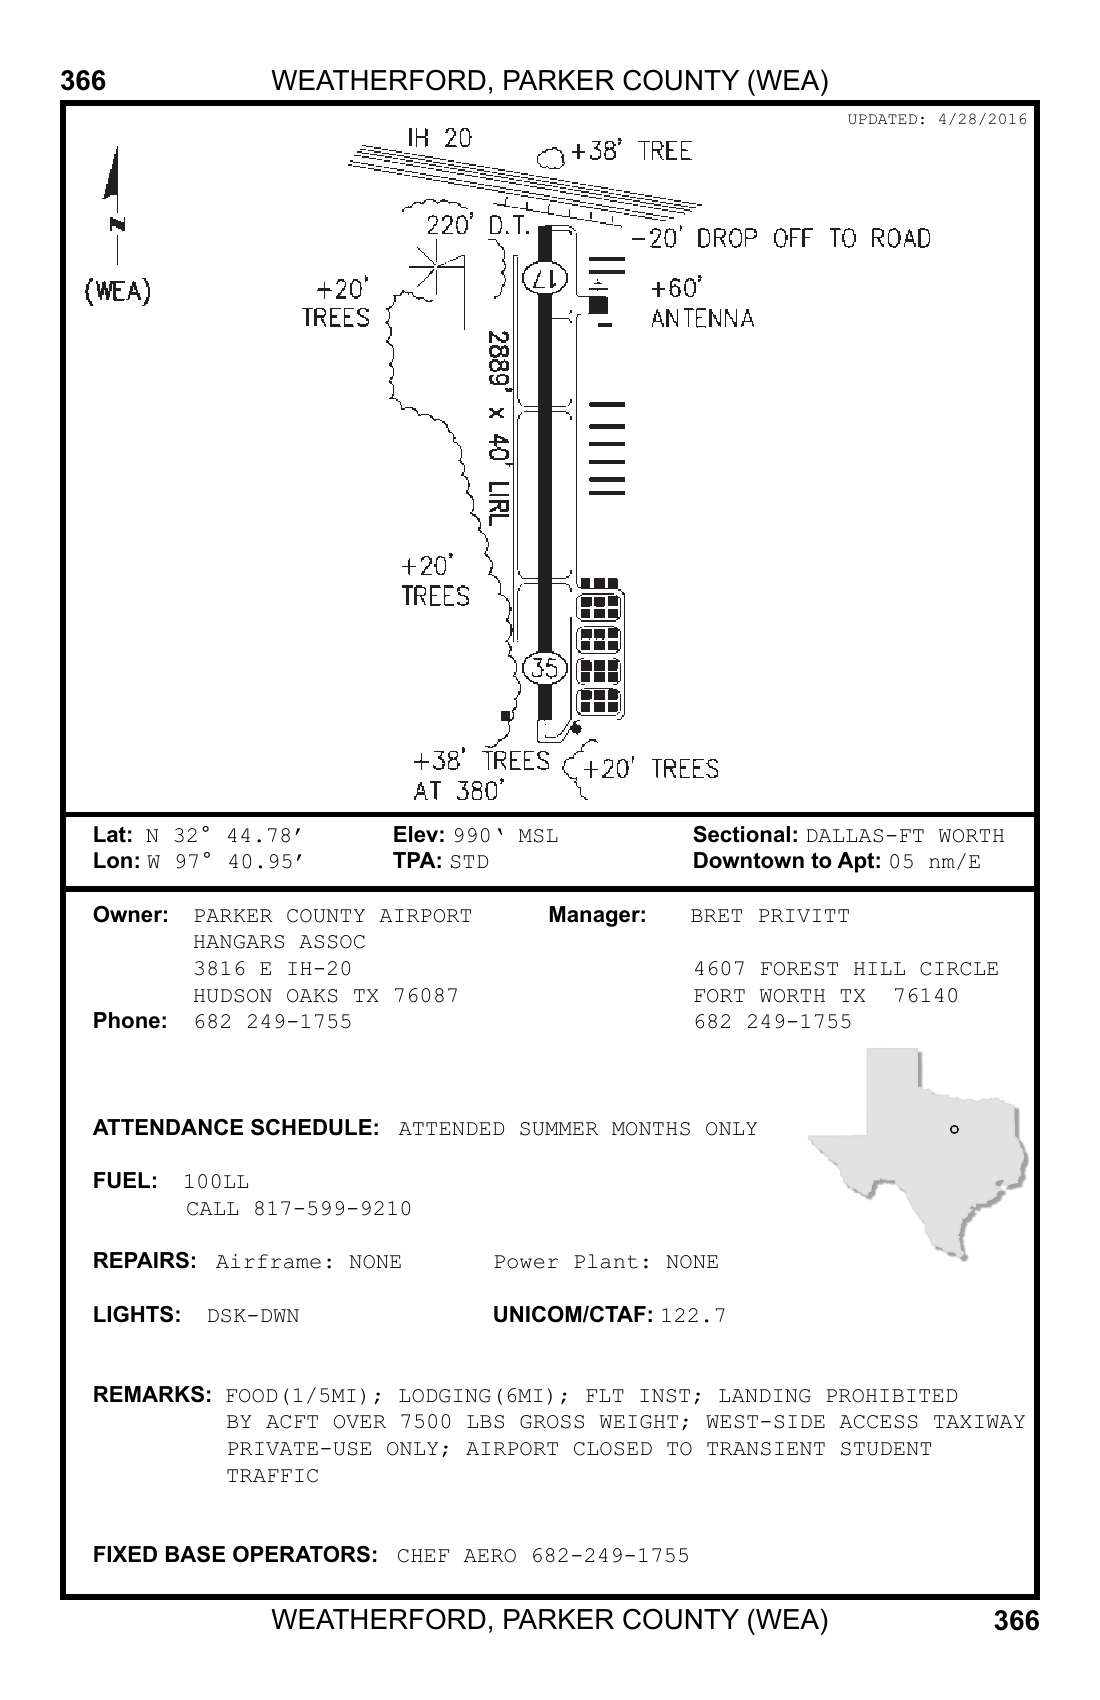 366 WEATHERFORD, PARKER COUNTY (WEA)
UPDATED: 4/28/2016
IH 20
+38' TREE
220' D.T.
-20' DROP OFF TO ROAD
N
(WEA)
+20'
TREES
17
+60'
ANTENNA
2889' x 40' LIRL
+20'
TREES
35
+38' TREES
AT 380'
+20' TREES
Lat: N 32° 44.78′ Elev: 990‘ MSL Sectional: DALLAS-FT WORTH
Lon: W 97° 40.95′ TPA: STD Downtown to Apt: 05 nm/E
Owner: PARKER COUNTY AIRPORT Manager: BRET PRIVITT
HANGARS ASSOC
3816 E IH-20 4607 FOREST HILL CIRCLE
HUDSON OAKS TX 76087 FORT WORTH TX 76140
Phone: 682 249-1755 682 249-1755
ATTENDANCE SCHEDULE: ATTENDED SUMMER MONTHS ONLY
FUEL: 100LL
CALL 817-599-9210
REPAIRS: Airframe: NONE Power Plant: NONE
LIGHTS: DSK-DWN UNICOM/CTAF: 122.7
REMARKS: FOOD(1/5MI); LODGING(6MI); FLT INST; LANDING PROHIBITED
BY ACFT OVER 7500 LBS GROSS WEIGHT; WEST-SIDE ACCESS TAXIWAY
PRIVATE-USE ONLY; AIRPORT CLOSED TO TRANSIENT STUDENT
TRAFFIC
FIXED BASE OPERATORS: CHEF AERO 682-249-1755
WEATHERFORD, PARKER COUNTY (WEA) 366